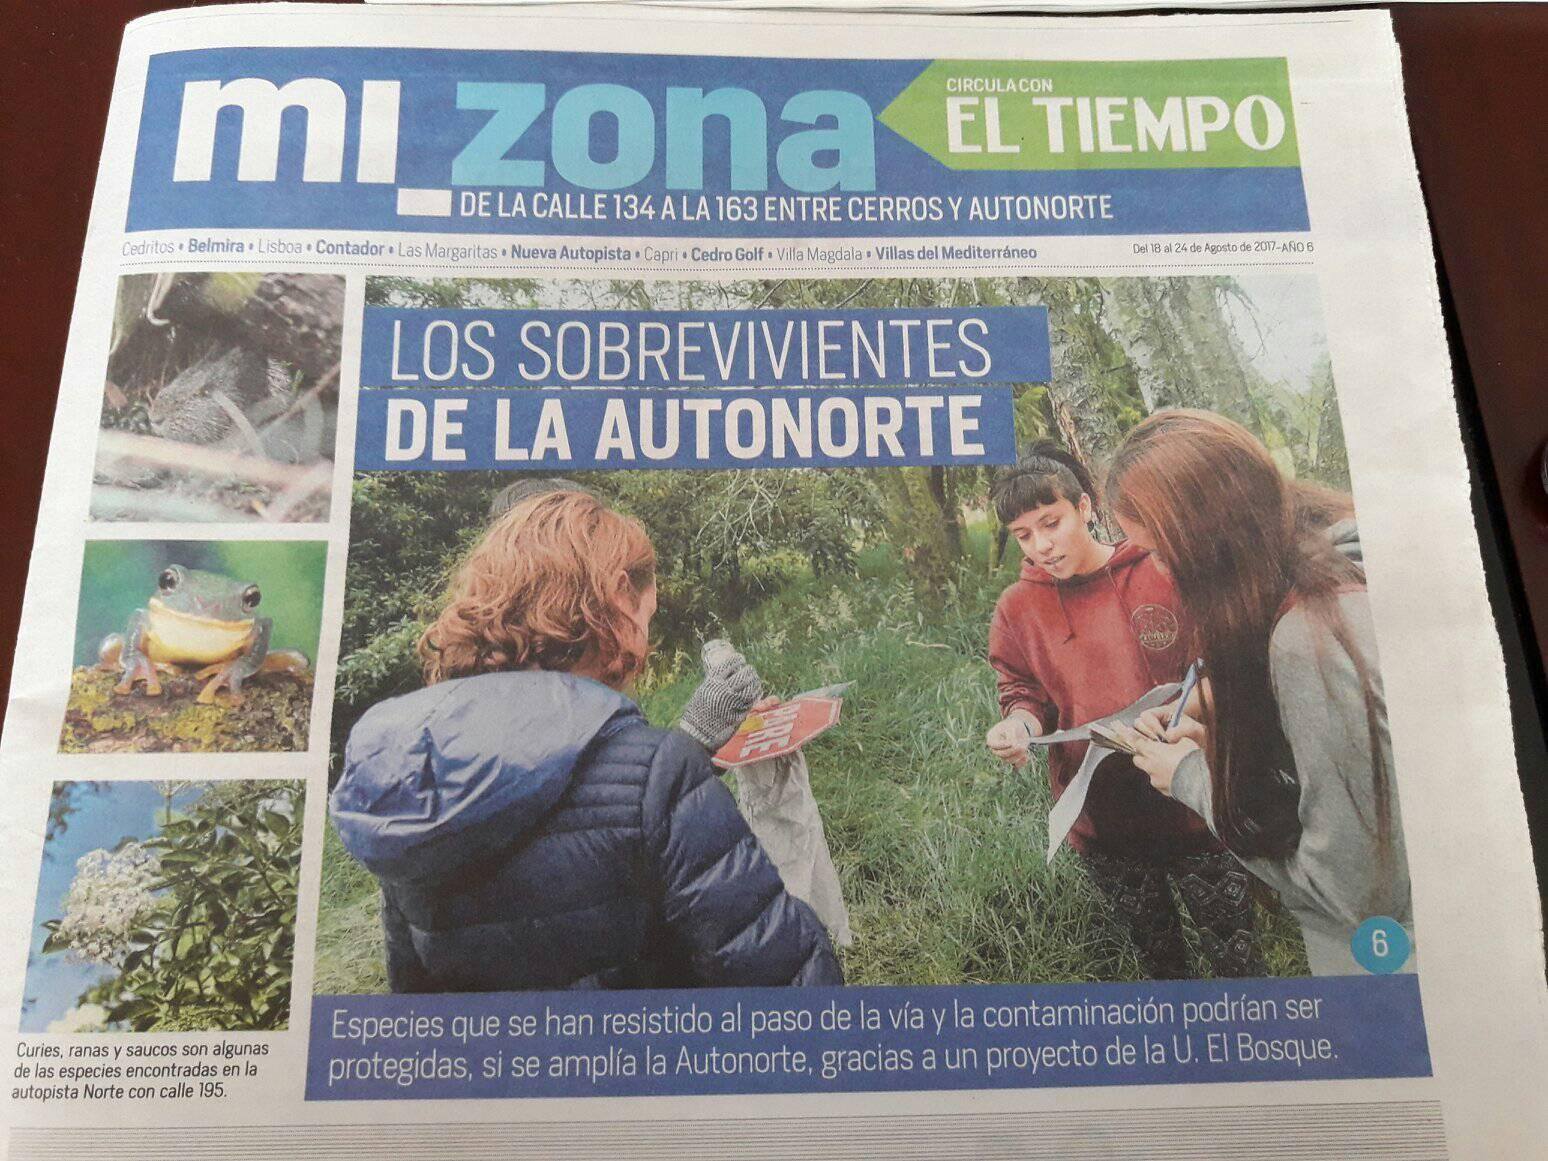 mi_zona
CIRCULA CON
EL TIEMPO
DE LA CALLE 134 A LA 163 ENTRE CERROS Y AUTONORTE
Cedritos • Belmira • Lisboa • Contador • Las Margaritas • Nueva Autopista • Capri • Cedro Golf • Villa Magdala • Villas del Mediterráneo
Del 18 al 24 de Agosto de 2017-AÑO 6
LOS SOBREVIVIENTES
DE LA AUTONORTE
6
Especies que se han resistido al paso de la vía y la contaminación podrían ser
protegidas, si se amplía la Autonorte, gracias a un proyecto de la U. El Bosque.
Curies, ranas y saucos son algunas
de las especies encontradas en la
autopista Norte con calle 195.